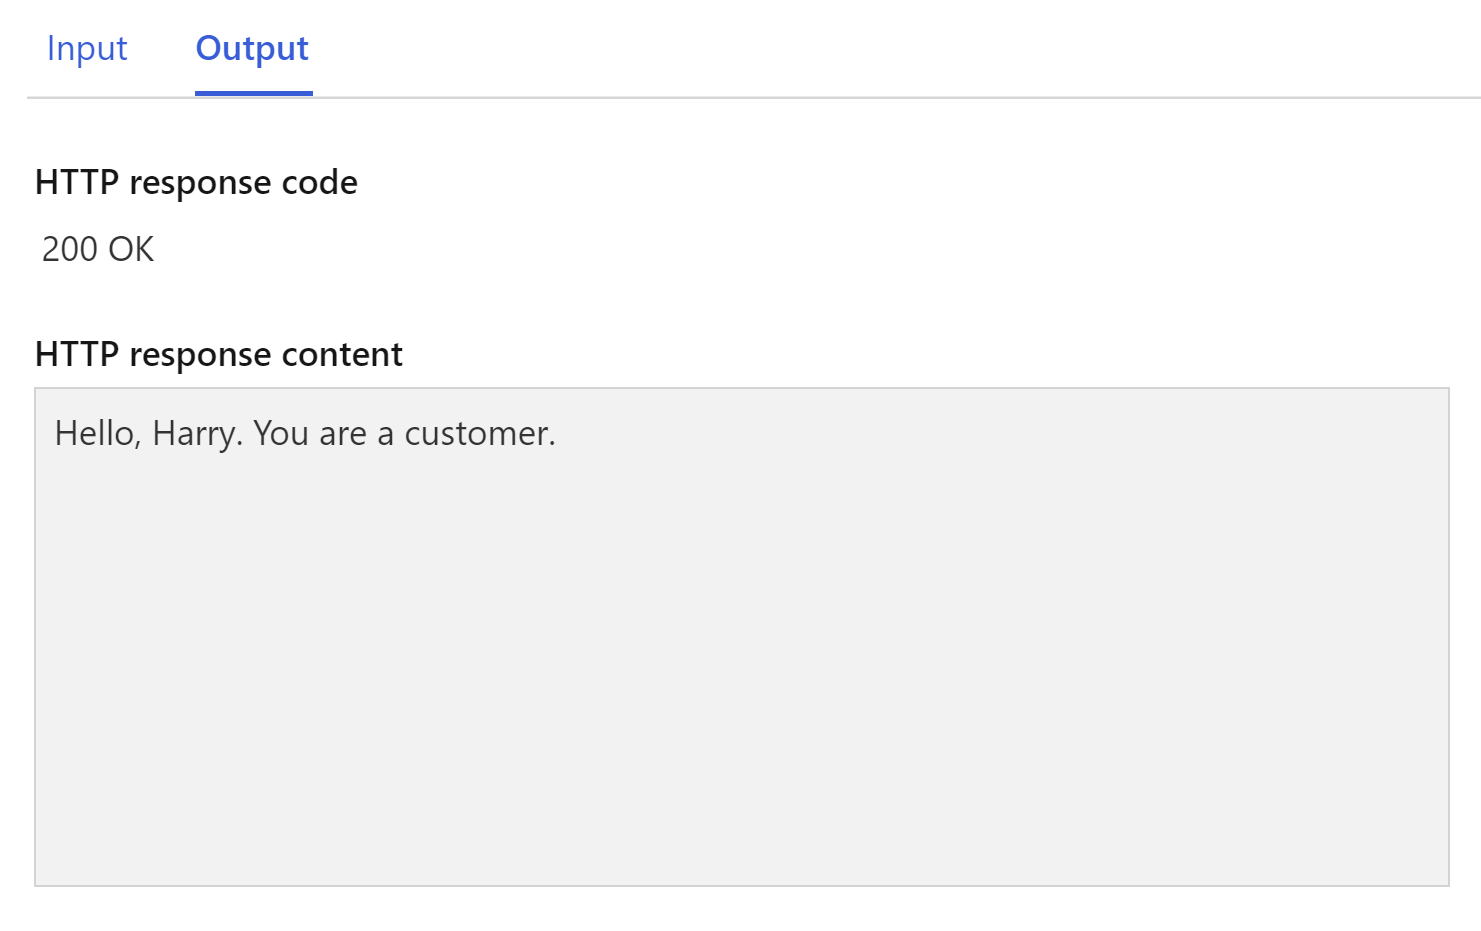 Input Output
HTTP response code
200 OK
HTTP response content
Hello, Harry. You are a customer.